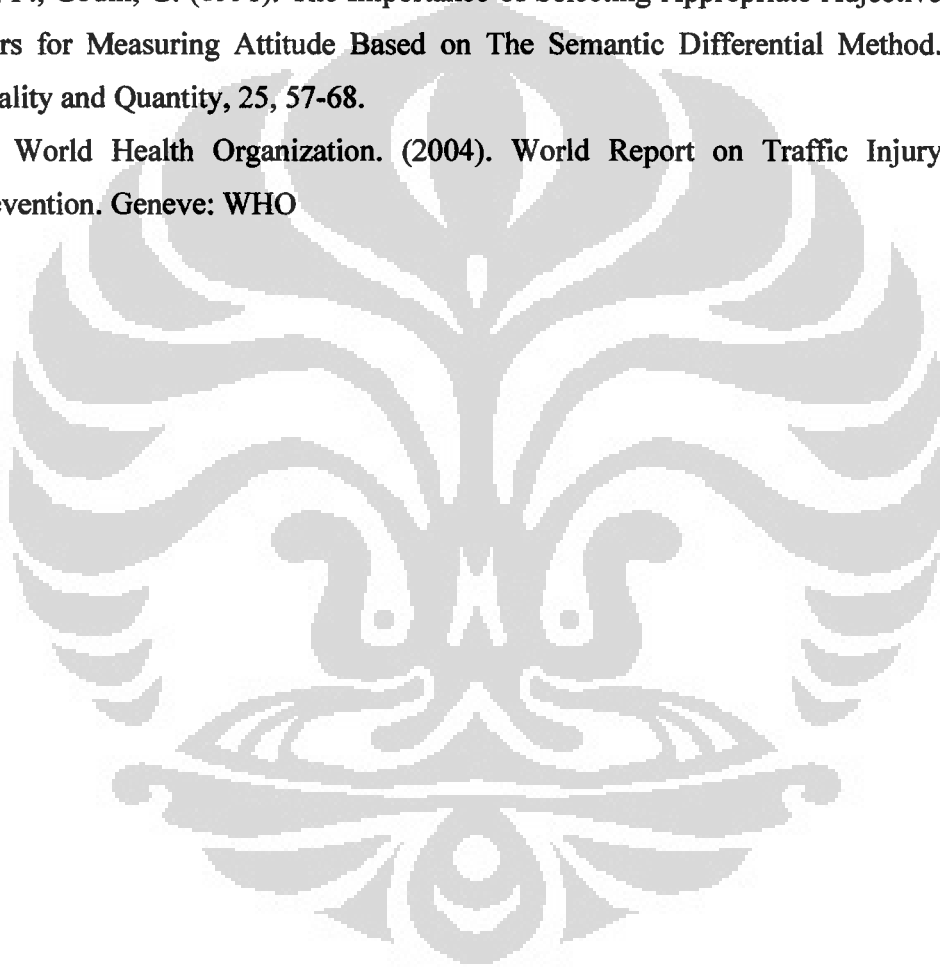 Godin, G. The Importance of Selecting Appropriate Adjective
rs for Measuring Attitude Based on The Semantic Differential Method.
ality and Quantity, 25, 57-68.
World Health Organization. (2004). World Report on Traffic Injury
evention. Geneve: WHO